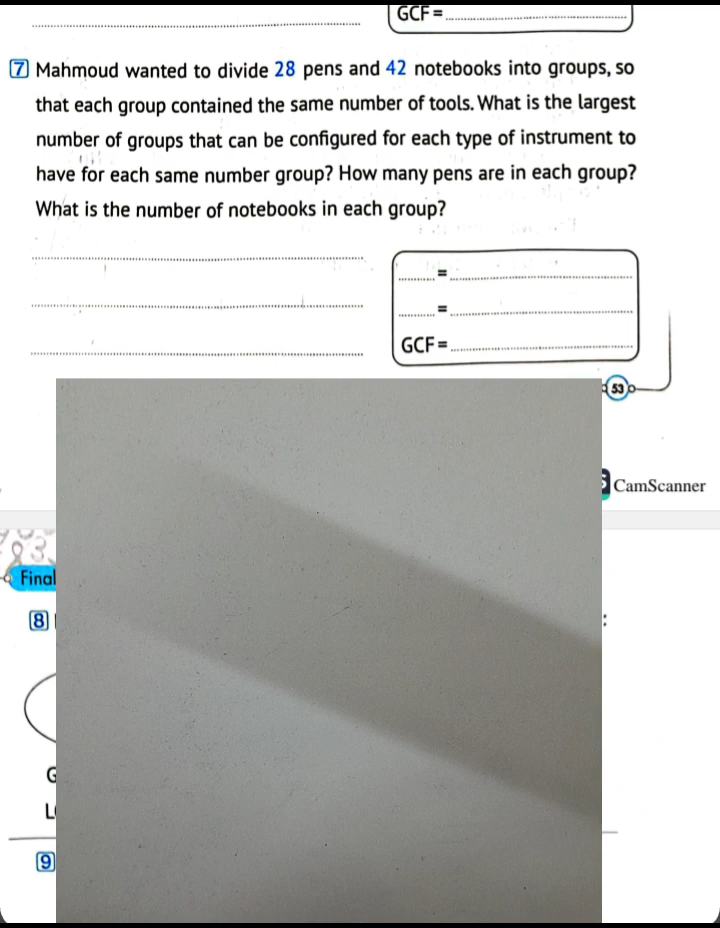 GCF = ........................
7 Mahmoud wanted to divide 28 pens and 42 notebooks into groups, so
that each group contained the same number of tools. What is the largest
number of groups that can be configured for each type of instrument to
have for each same number group? How many pens are in each group?
What is the number of notebooks in each group?
........ = ........................
........ = ........................
GCF = ........................
53
CamScanner
Final
8 :
G
9